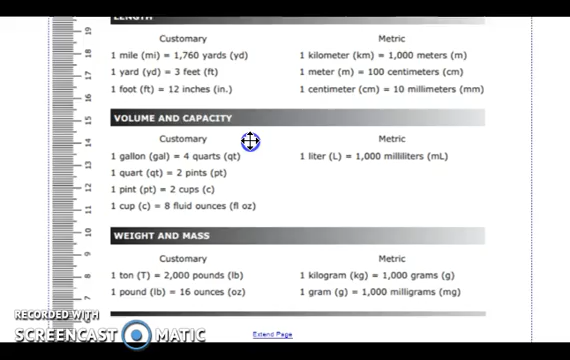 LENGTH
Customary Metric
1 mile (mi) = 1,760 yards (yd) 1 kilometer (km) = 1,000 meters (m)
1 yard (yd) = 3 feet (ft) 1 meter (m) = 100 centimeters (cm)
1 foot (ft) = 12 inches (in.) 1 centimeter (cm) = 10 millimeters (mm)
VOLUME AND CAPACITY
Customary Metric
1 gallon (gal) = 4 quarts (qt) 1 liter (L) = 1,000 milliliters (mL)
1 quart (qt) = 2 pints (pt)
1 pint (pt) = 2 cups (c)
1 cup (c) = 8 fluid ounces (fl oz)
WEIGHT AND MASS
Customary Metric
1 ton (T) = 2,000 pounds (lb) 1 kilogram (kg) = 1,000 grams (g)
1 pound (lb) = 16 ounces (oz) 1 gram (g) = 1,000 milligrams (mg)
Extend Page
19
18
17
16
15
14
13
12
11
10
9
8
7
RECORDED WITH
SCREENCAST MATIC